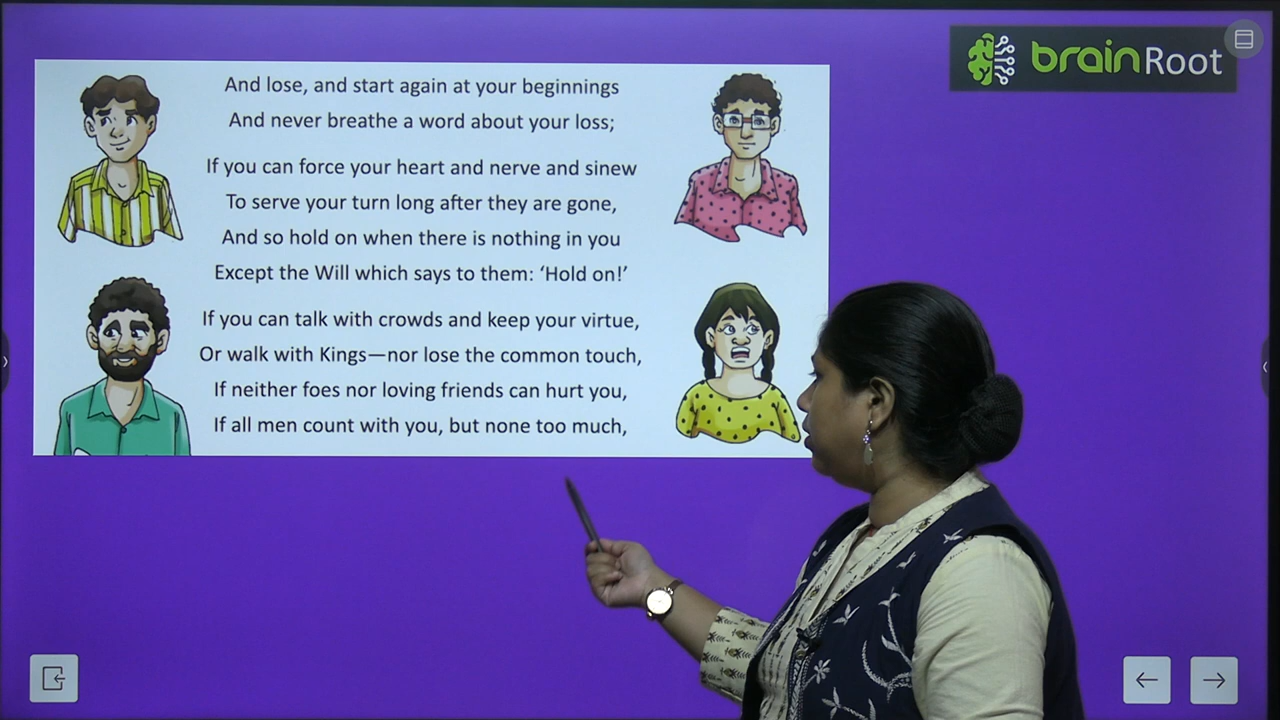 brainRoot
And lose, and start again at your beginnings
And never breathe a word about your loss;
If you can force your heart and nerve and sinew
To serve your turn long after they are gone,
And so hold on when there is nothing in you
Except the Will which says to them: ‘Hold on!’
If you can talk with crowds and keep your virtue,
Or walk with Kings—nor lose the common touch,
If neither foes nor loving friends can hurt you,
If all men count with you, but none too much,